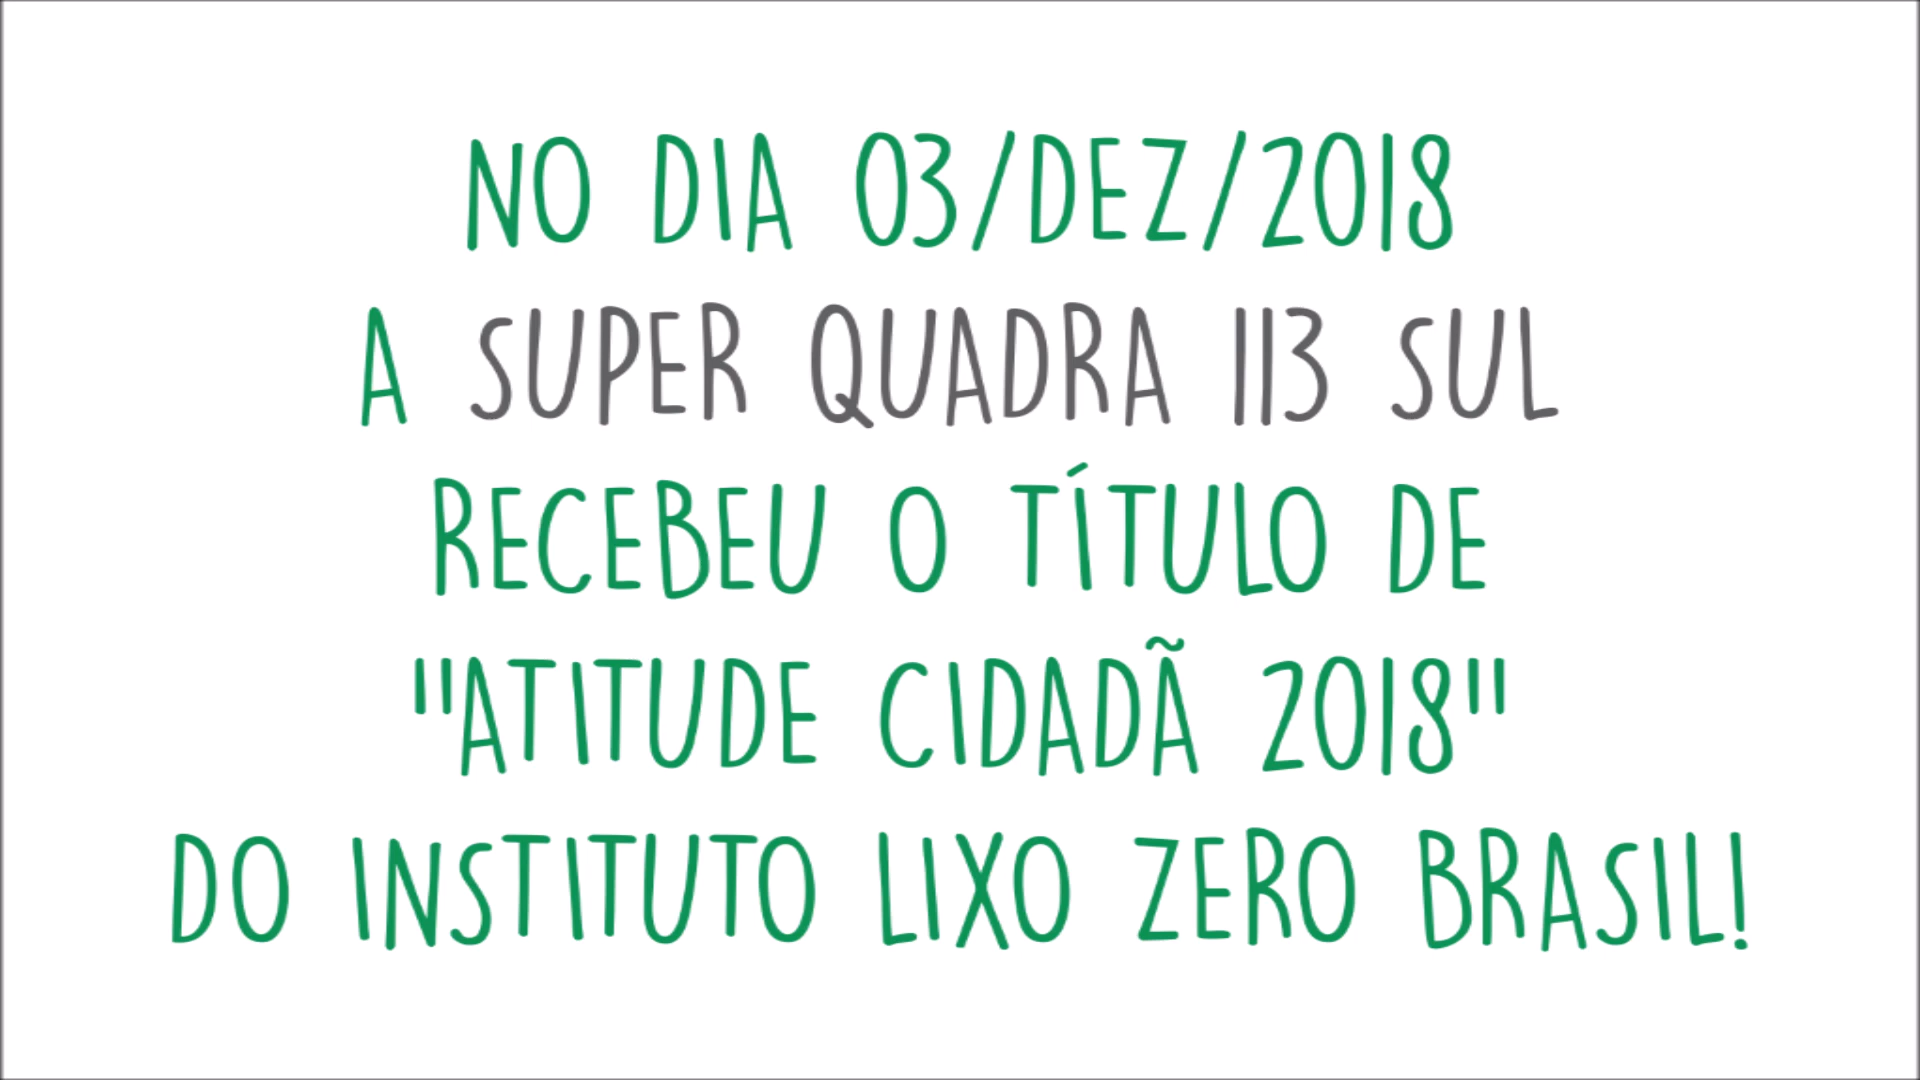 NO DIA 03/DEZ/2018
A SUPER QUADRA 113 SUL
RECEBEU O TÍTULO DE
"ATITUDE CIDADÃ 2018"
DO INSTITUTO LIXO ZERO BRASIL!